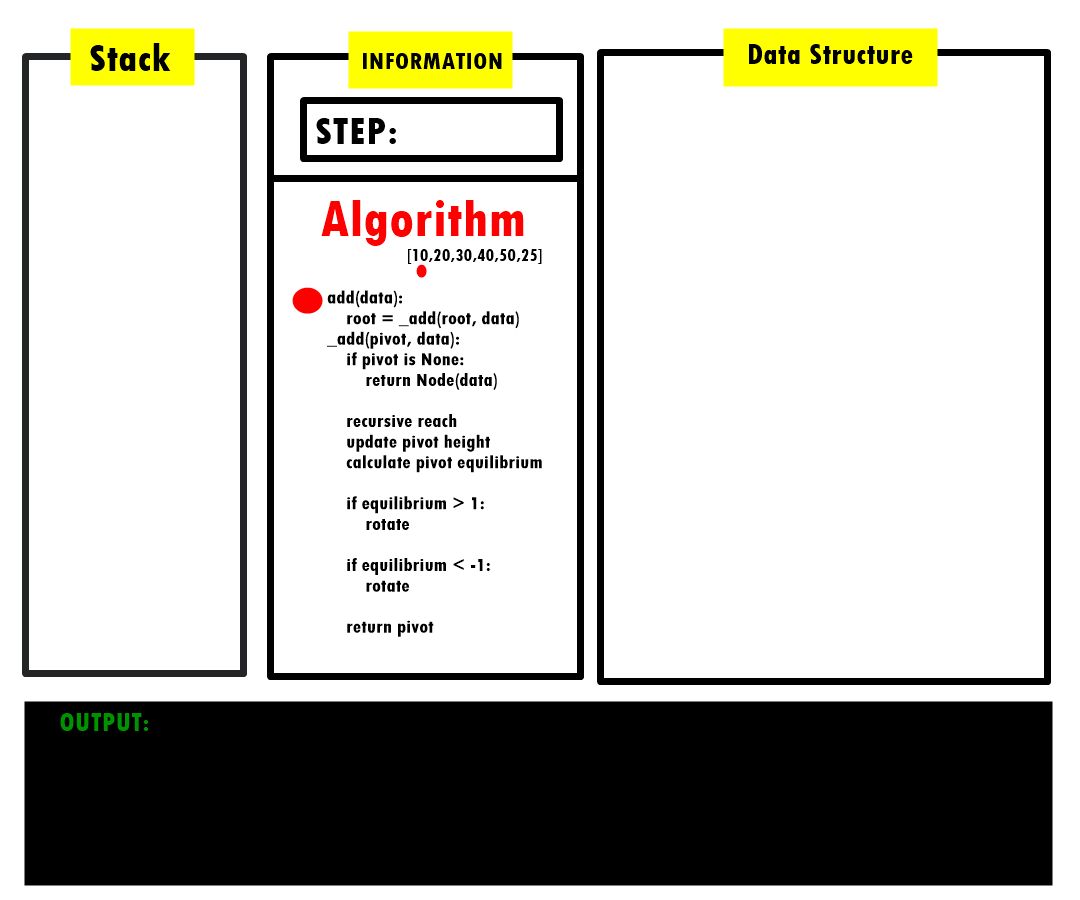 Stack
INFORMATION
Data Structure
STEP:
Algorithm
[10,20,30,40,50,25]
add(data):
root = _add(root, data)
_add(pivot, data):
if pivot is None:
return Node(data)
recursive reach
update pivot height
calculate pivot equilibrium
if equilibrium > 1:
rotate
if equilibrium < -1:
rotate
return pivot
OUTPUT: